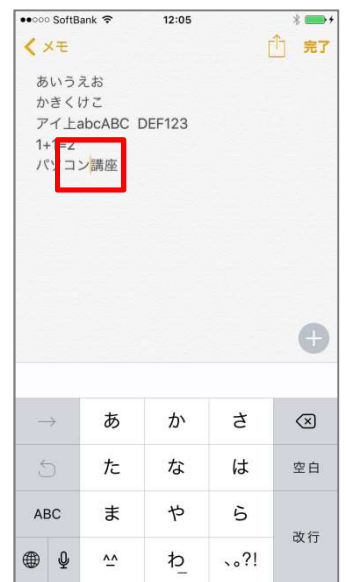 SoftBank 12:05
メモ 完了
あいうえお
かきくけこ
アイ上abcABC DEF123
1+1=2
パソコン講座
→ あ か さ
た な は 空白
ABC ま や ら
改行
^^ わ_ 、。?!